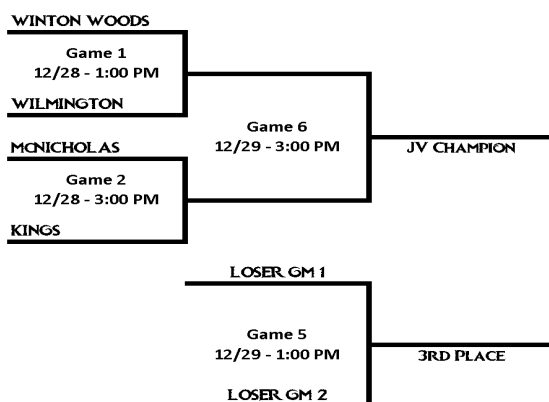 WINTON WOODS
Game 1
12/28 - 1:00 PM
WILMINGTON
Game 6
12/29 - 3:00 PM
JV CHAMPION
McNICHOLAS
Game 2
12/28 - 3:00 PM
KINGS
LOSER GM 1
Game 5
12/29 - 1:00 PM
3RD PLACE
LOSER GM 2